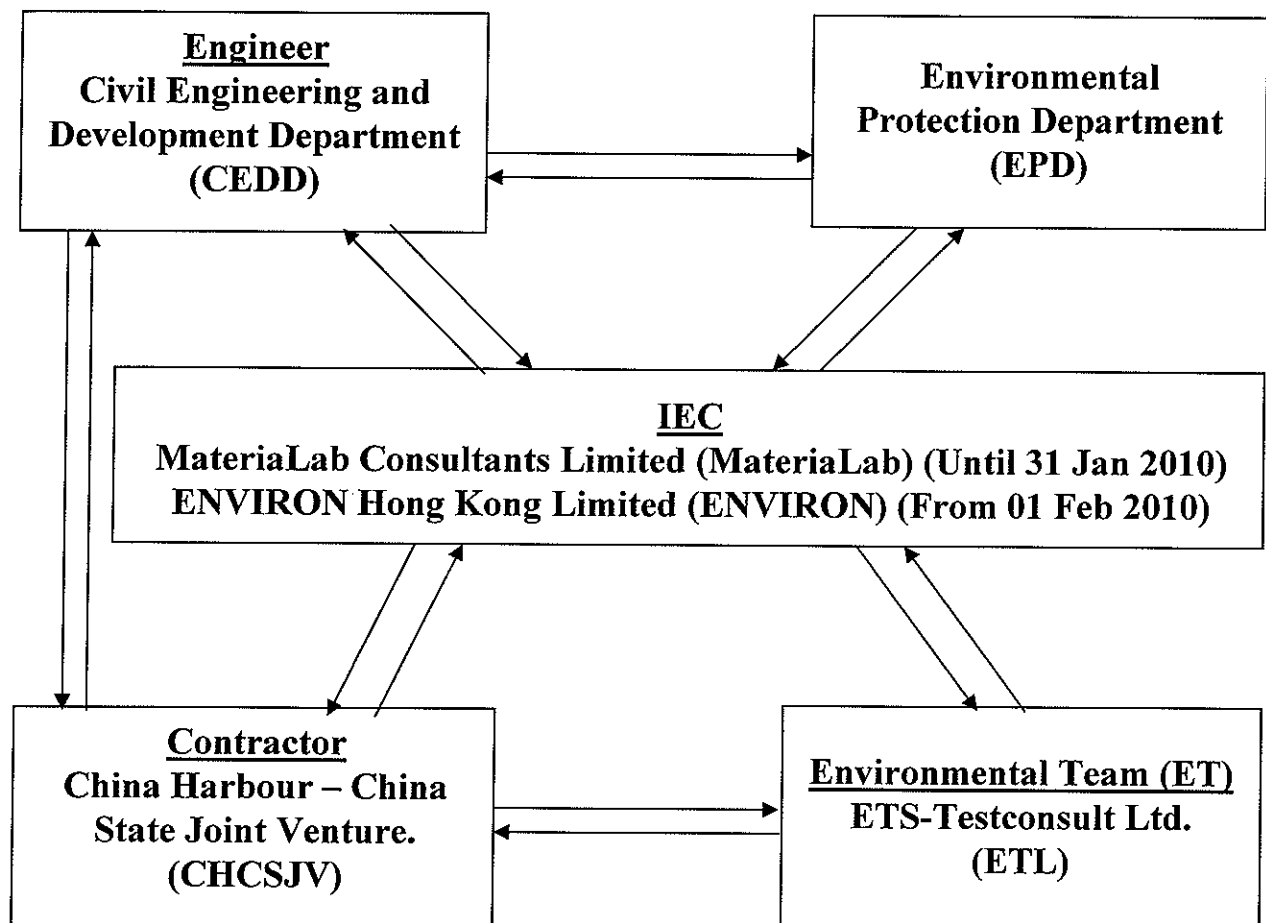 Engineer
Civil Engineering and
Development Department
(CEDD)
Environmental
Protection Department
(EPD)
IEC
MateriaLab Consultants Limited (MateriaLab) (Until 31 Jan 2010)
ENVIRON Hong Kong Limited (ENVIRON) (From 01 Feb 2010)
Contractor
China Harbour – China
State Joint Venture.
(CHCSJV)
Environmental Team (ET)
ETS-Testconsult Ltd.
(ETL)